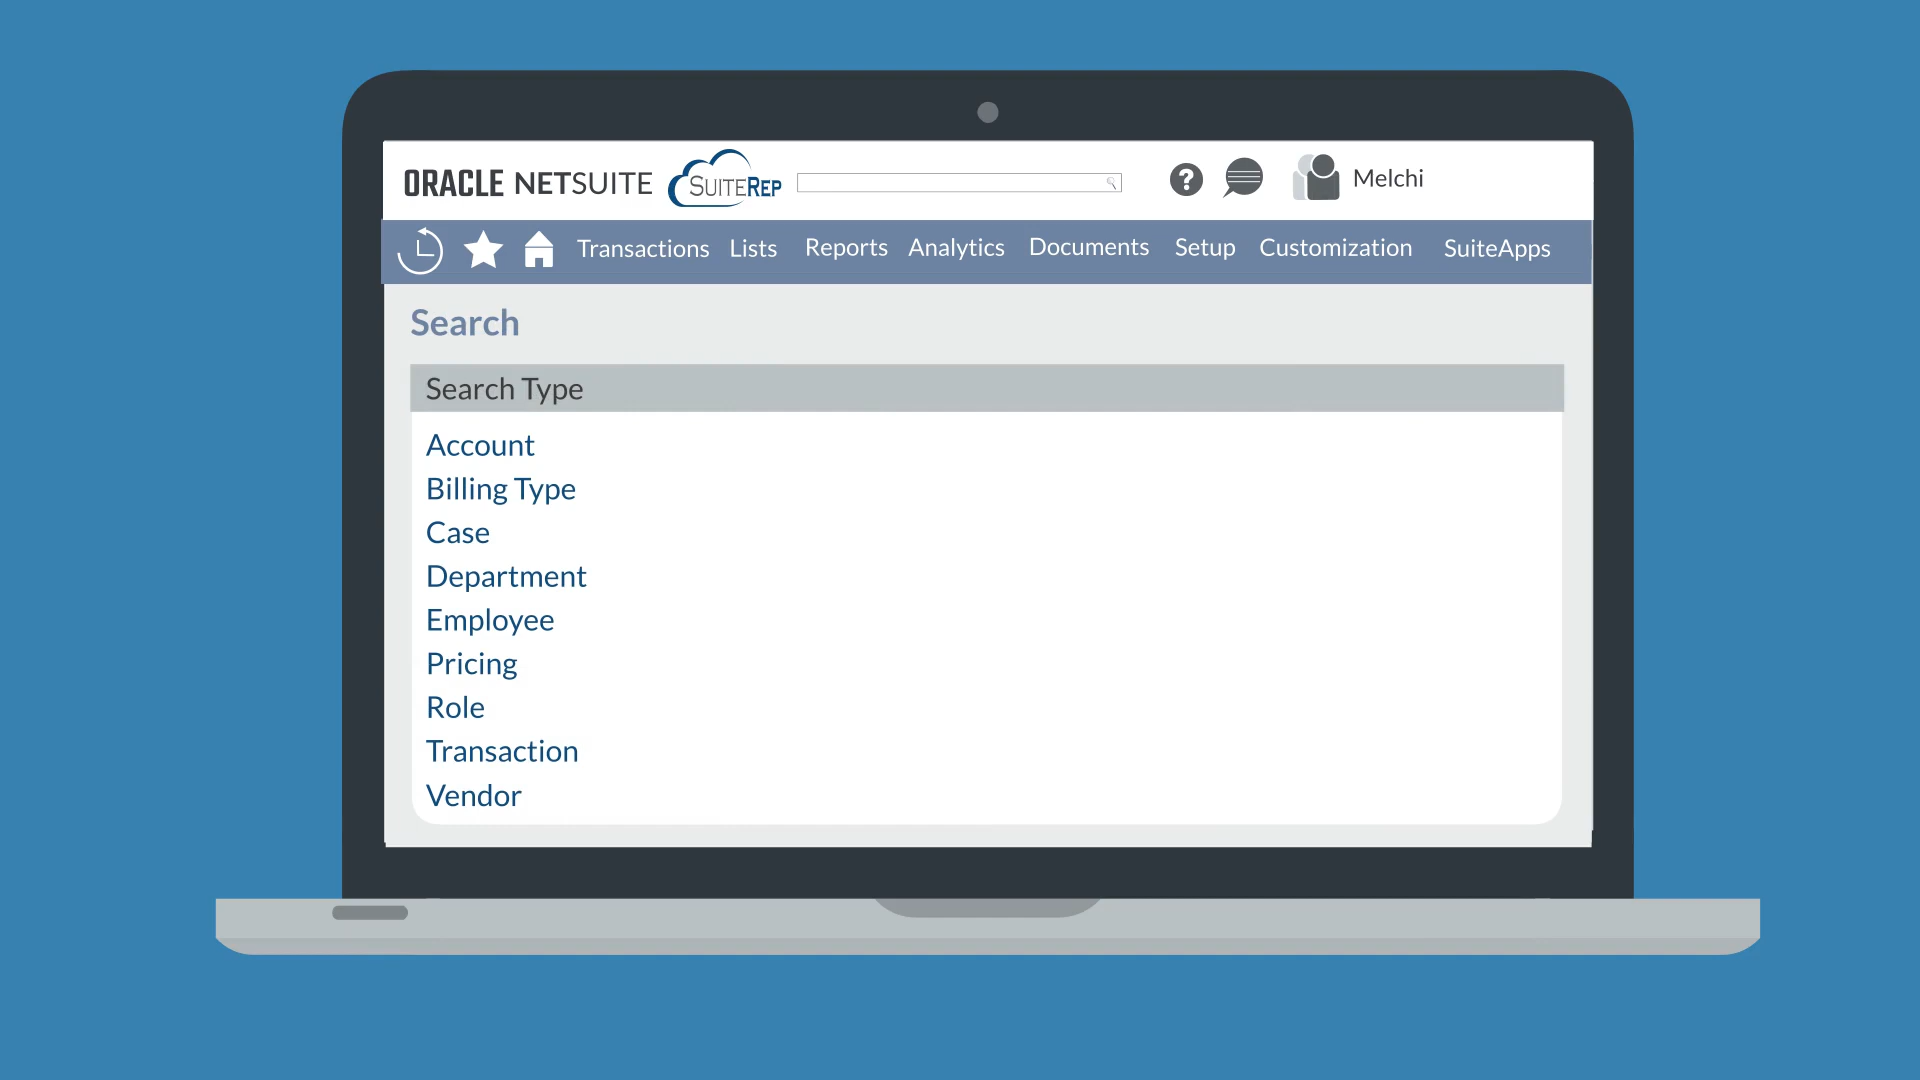 ORACLE NETSUITE SUITEREP Melchi
Transactions Lists Reports Analytics Documents Setup Customization SuiteApps
Search
Search Type
Account
Billing Type
Case
Department
Employee
Pricing
Role
Transaction
Vendor